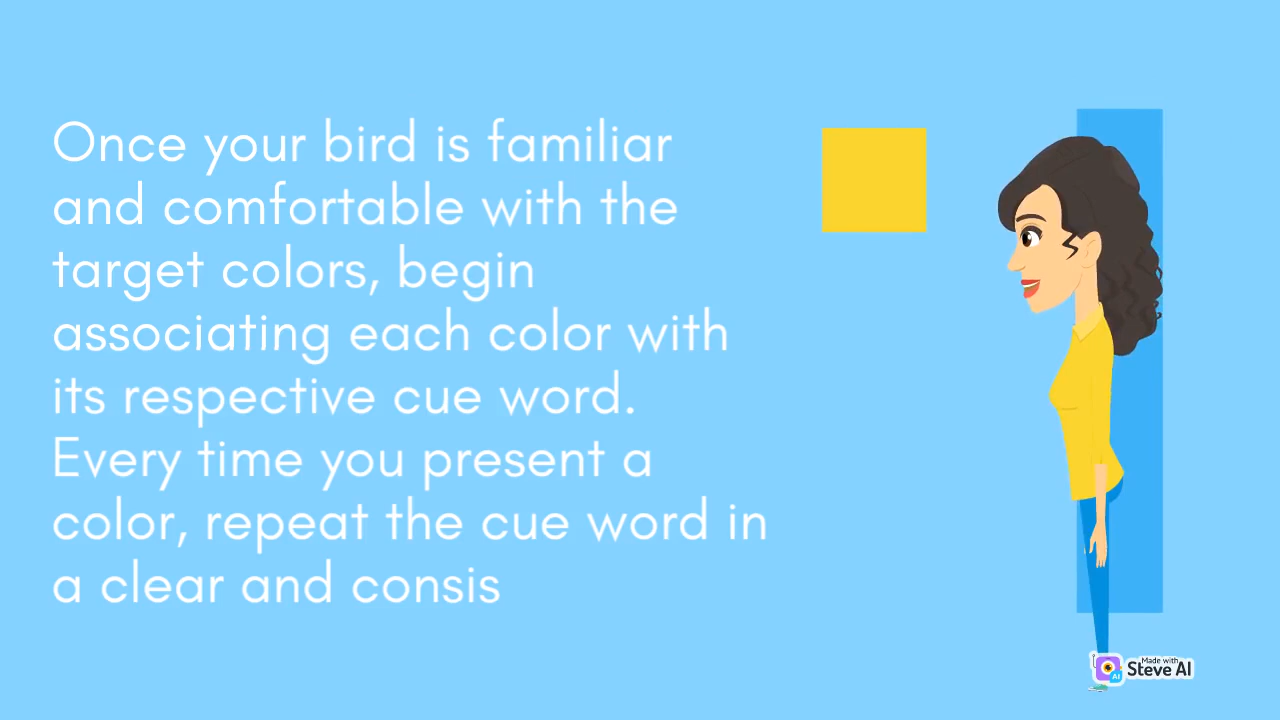 Once your bird is familiar
and comfortable with the
target colors, begin
associating each color with
its respective cue word.
Every time you present a
color, repeat the cue word in
a clear and consis
Made with
AI Steve AI